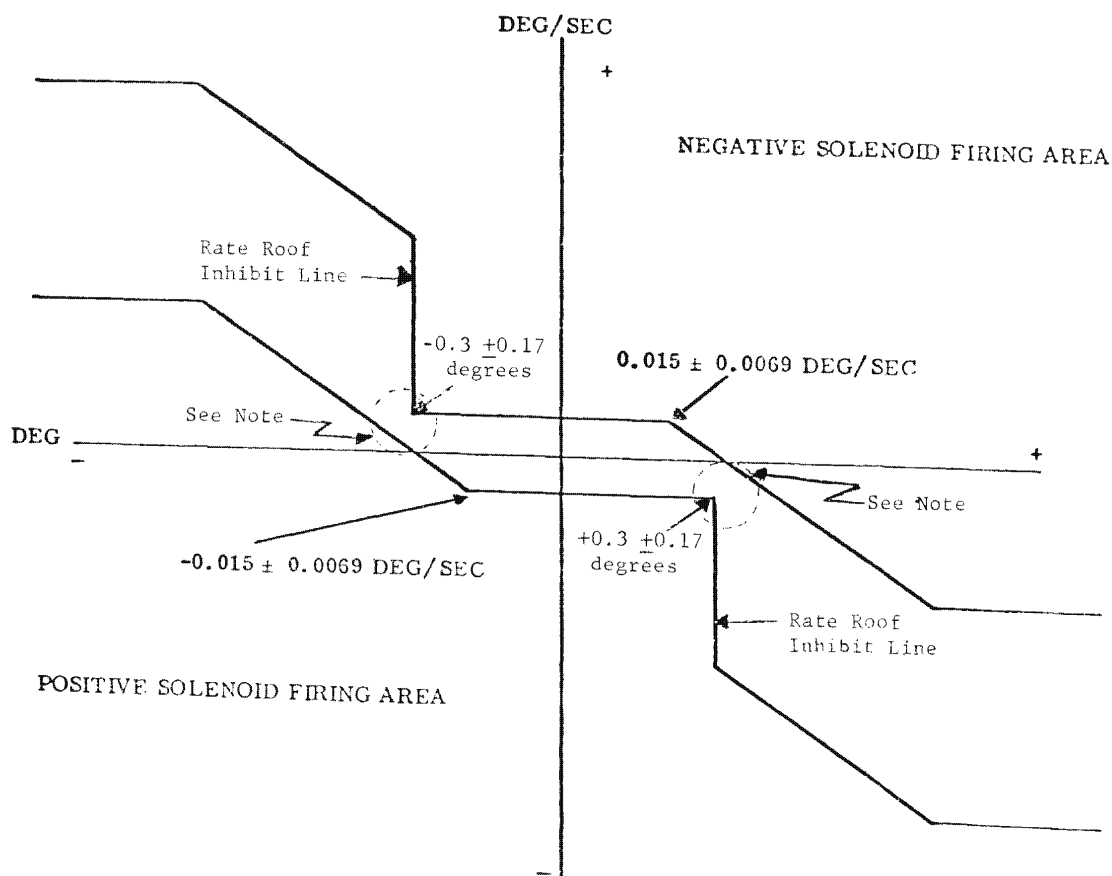 DEG/SEC
+
NEGATIVE SOLENOID FIRING AREA
Rate Roof
Inhibit Line
-0.3 ±0.17
degrees
0.015 ± 0.0069 DEG/SEC
See Note
DEG
-
+
See Note
+0.3 ±0.17
degrees
-0.015 ± 0.0069 DEG/SEC
Rate Roof
Inhibit Line
POSITIVE SOLENOID FIRING AREA
-